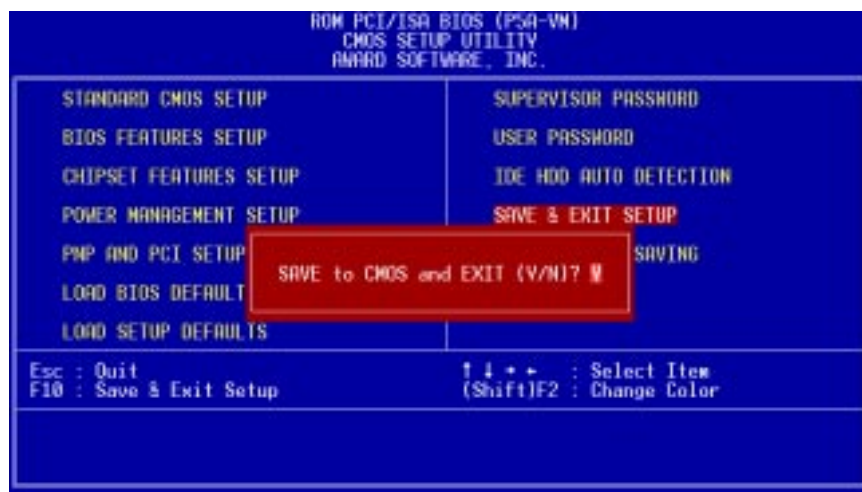 ROM PCI/ISA BIOS (P5A-VM)
CMOS SETUP UTILITY
AWARD SOFTWARE, INC.
STANDARD CMOS SETUP
BIOS FEATURES SETUP
CHIPSET FEATURES SETUP
POWER MANAGEMENT SETUP
PNP AND PCI SETUP
LOAD BIOS DEFAULT
LOAD SETUP DEFAULTS
SUPERVISOR PASSWORD
USER PASSWORD
IDE HDD AUTO DETECTION
SAVE & EXIT SETUP
SAVING
SAVE to CMOS and EXIT (Y/N)? Y
Esc : Quit
F10 : Save & Exit Setup
↑ ↓ → ← : Select Item
(Shift)F2 : Change Color